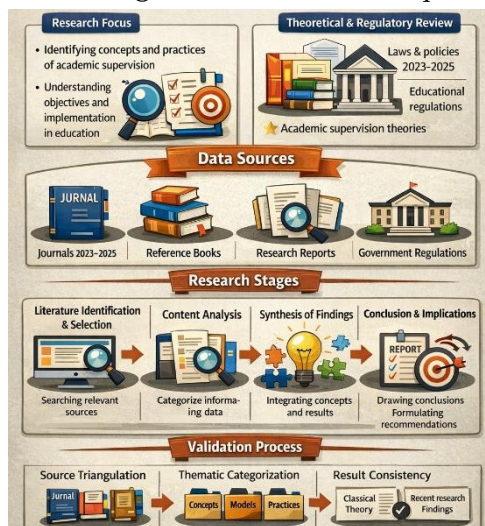 Research Focus
• Identifying concepts and practices
of academic supervision
• Understanding
objectives and
implementation
in education
Theoretical & Regulatory Review
Laws & policies
2023-2025
Educational
regulations
Academic supervision theories
Data Sources
JURNAL
Journals 2023-2025
Reference Books
Research Reports
Government Regulations
Research Stages
Literature Identification
& Selection
Searching relevant
sources
Content Analysis
Categorize informa-
ing data
Synthesis of Findings
Integrating concepts
and results
Conclusion & Implications
REPORT
Drawing conclusions
Formulating
recommendations
Validation Process
Source Triangulation
Jurnal
Thematic Categorization
Concepts
Models
Practices
Result Consistency
Classical
Theory
Recent research
Findings